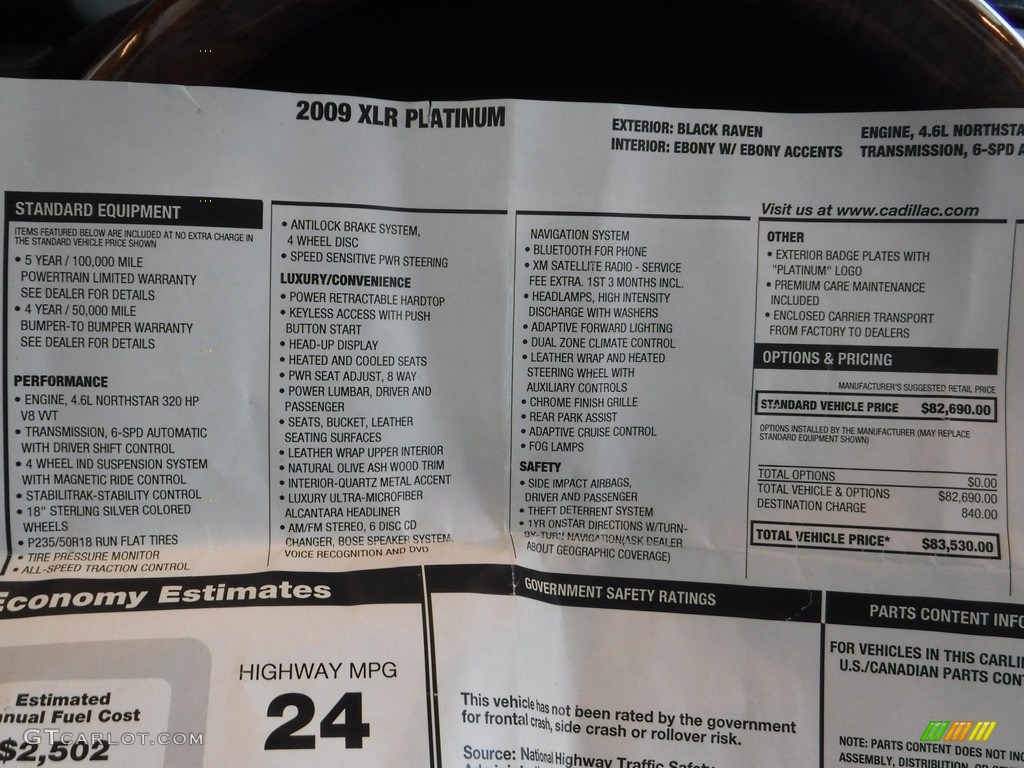 2009 XLR PLATINUM
EXTERIOR: BLACK RAVEN
INTERIOR: EBONY W/ EBONY ACCENTS
ENGINE, 4.6L NORTHSTA
TRANSMISSION, 6-SPD A
Visit us at www.cadillac.com
STANDARD EQUIPMENT
ITEMS FEATURED BELOW ARE INCLUDED AT NO EXTRA CHARGE IN
THE STANDARD VEHICLE PRICE SHOWN
• 5 YEAR / 100,000 MILE
POWERTRAIN LIMITED WARRANTY
SEE DEALER FOR DETAILS
• 4 YEAR / 50,000 MILE
BUMPER-TO BUMPER WARRANTY
SEE DEALER FOR DETAILS
PERFORMANCE
• ENGINE, 4.6L NORTHSTAR 320 HP
V8 VVT
• TRANSMISSION, 6-SPD AUTOMATIC
WITH DRIVER SHIFT CONTROL
• 4 WHEEL IND SUSPENSION SYSTEM
WITH MAGNETIC RIDE CONTROL
• STABILITRAK-STABILITY CONTROL
• 18" STERLING SILVER COLORED
WHEELS
• P235/50R18 RUN FLAT TIRES
• TIRE PRESSURE MONITOR
• ALL-SPEED TRACTION CONTROL
• ANTILOCK BRAKE SYSTEM,
4 WHEEL DISC
• SPEED SENSITIVE PWR STEERING
LUXURY/CONVENIENCE
• POWER RETRACTABLE HARDTOP
• KEYLESS ACCESS WITH PUSH
BUTTON START
• HEAD-UP DISPLAY
• HEATED AND COOLED SEATS
• PWR SEAT ADJUST, 8 WAY
• POWER LUMBAR, DRIVER AND
PASSENGER
• SEATS, BUCKET, LEATHER
SEATING SURFACES
• LEATHER WRAP UPPER INTERIOR
• NATURAL OLIVE ASH WOOD TRIM
• INTERIOR-QUARTZ METAL ACCENT
• LUXURY ULTRA-MICROFIBER
ALCANTARA HEADLINER
• AM/FM STEREO, 6 DISC CD
CHANGER, BOSE SPEAKER SYSTEM,
VOICE RECOGNITION AND DVD
NAVIGATION SYSTEM
• BLUETOOTH FOR PHONE
• XM SATELLITE RADIO - SERVICE
FEE EXTRA. 1ST 3 MONTHS INCL.
• HEADLAMPS, HIGH INTENSITY
DISCHARGE WITH WASHERS
• ADAPTIVE FORWARD LIGHTING
• DUAL ZONE CLIMATE CONTROL
• LEATHER WRAP AND HEATED
STEERING WHEEL WITH
AUXILIARY CONTROLS
• CHROME FINISH GRILLE
• REAR PARK ASSIST
• ADAPTIVE CRUISE CONTROL
• FOG LAMPS
SAFETY
• SIDE IMPACT AIRBAGS,
DRIVER AND PASSENGER
• THEFT DETERRENT SYSTEM
• 1YR ONSTAR DIRECTIONS W/TURN-
BY-TURN NAVIGATION(ASK DEALER
ABOUT GEOGRAPHIC COVERAGE)
OTHER
• EXTERIOR BADGE PLATES WITH
"PLATINUM" LOGO
• PREMIUM CARE MAINTENANCE
INCLUDED
• ENCLOSED CARRIER TRANSPORT
FROM FACTORY TO DEALERS
OPTIONS & PRICING
MANUFACTURER'S SUGGESTED RETAIL PRICE
STANDARD VEHICLE PRICE $82,690.00
OPTIONS INSTALLED BY THE MANUFACTURER (MAY REPLACE
STANDARD EQUIPMENT SHOWN)
TOTAL OPTIONS $0.00
TOTAL VEHICLE & OPTIONS $82,690.00
DESTINATION CHARGE 840.00
TOTAL VEHICLE PRICE* $83,530.00
Economy Estimates
Estimated
nnual Fuel Cost
$2,502
HIGHWAY MPG
24
GOVERNMENT SAFETY RATINGS
This vehicle has not been rated by the government
for frontal crash, side crash or rollover risk.
Source: National Highway Traffic Safety
PARTS CONTENT INFO
FOR VEHICLES IN THIS CARLI
U.S./CANADIAN PARTS CON
NOTE: PARTS CONTENT DOES NOT INC
ASSEMBLY, DISTRIBUTION, OR
GTCarLot.com